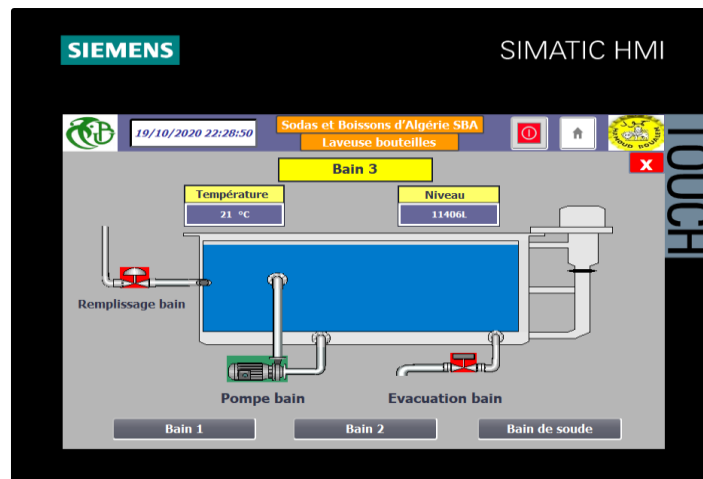 SIEMENS
SIMATIC HMI
TOUCH
19/10/2020 22:28:50
Sodas et Boissons d'Algérie SBA
Laveuse bouteilles
X
Bain 3
Température
21 °C
Niveau
11406L
Remplissage bain
Pompe bain
Evacuation bain
Bain 1
Bain 2
Bain de soude